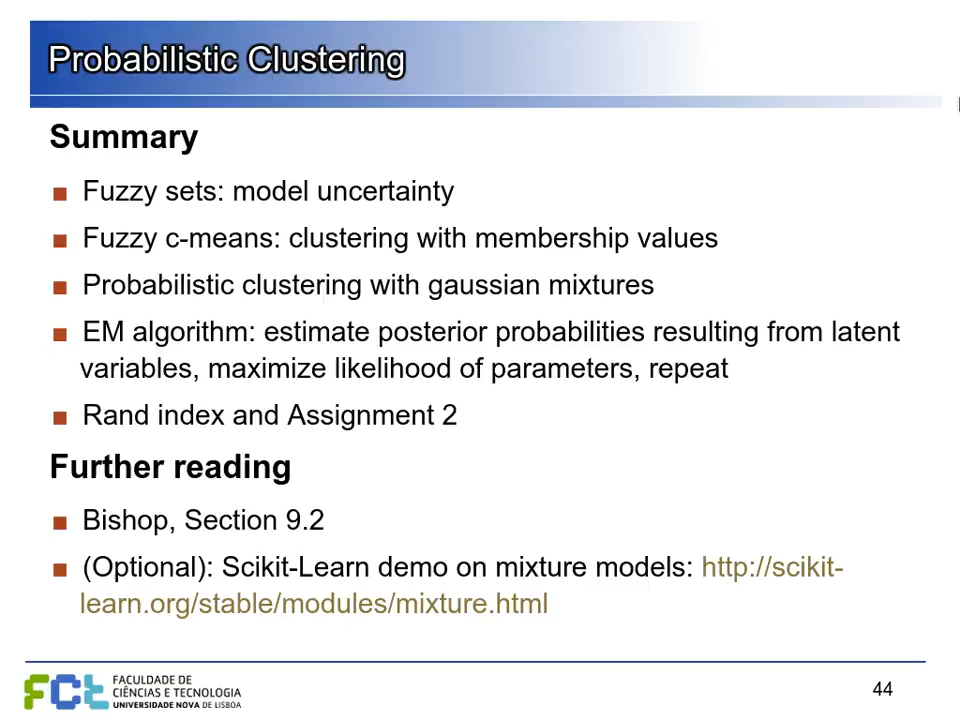 Probabilistic Clustering
Summary
Fuzzy sets: model uncertainty
Fuzzy c-means: clustering with membership values
Probabilistic clustering with gaussian mixtures
EM algorithm: estimate posterior probabilities resulting from latent
variables, maximize likelihood of parameters, repeat
Rand index and Assignment 2
Further reading
Bishop, Section 9.2
(Optional): Scikit-Learn demo on mixture models: http://scikit-
learn.org/stable/modules/mixture.html
FCt
FACULDADE DE
CIÊNCIAS E TECNOLOGIA
UNIVERSIDADE NOVA DE LISBOA
44